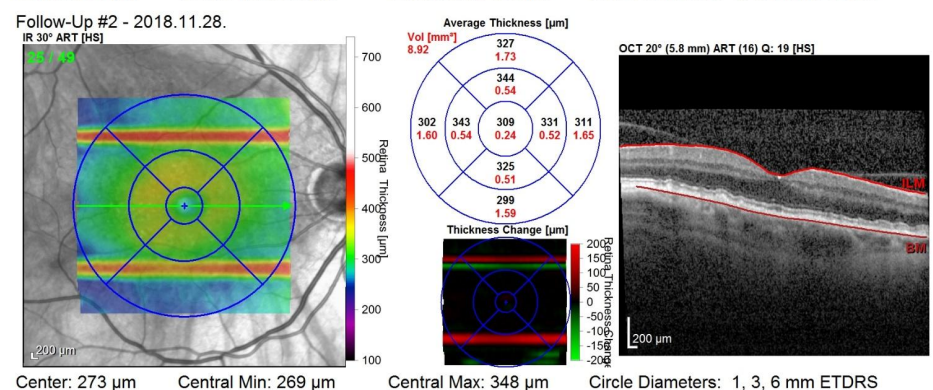 Follow-Up #2 - 2018.11.28.
IR 30° ART [HS]
25 / 49
700
600
500
400
300
200
100
Retina Thickness [µm]
200 µm
Average Thickness [µm]
Vol [mm³]
8.92
327
1.73
344
0.54
302
1.60
343
0.54
309
0.24
331
0.52
311
1.65
325
0.51
299
1.59
Thickness Change [µm]
200
150
100
50
0
-50
-100
-150
-200
Retina Thickness Change
OCT 20° (5.8 mm) ART (16) Q: 19 [HS]
ILM
BM
200 µm
Center: 273 µm Central Min: 269 µm Central Max: 348 µm Circle Diameters: 1, 3, 6 mm ETDRS